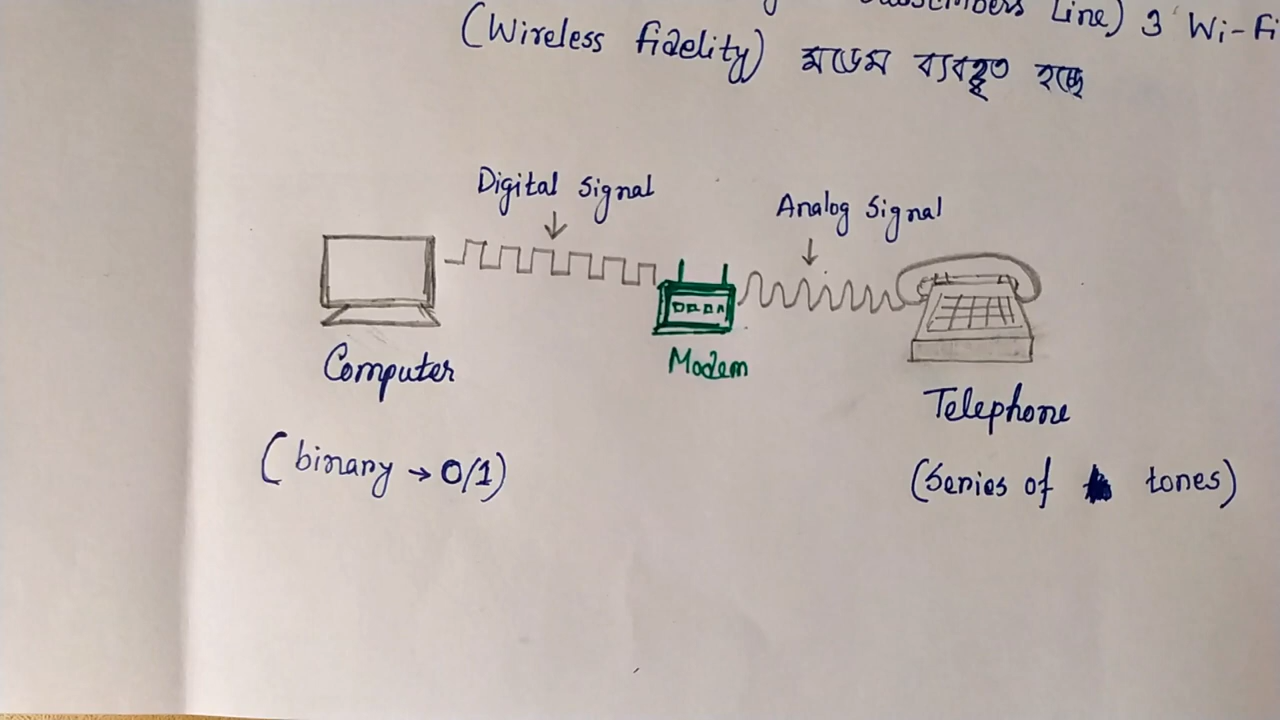 Line) ও Wi-Fi
(Wireless fidelity) মডেম ব্যবহৃত হচ্ছে
Digital Signal
Analog Signal
Computer
Modem
Telephone
(binary → 0/1)
(Series of tones)